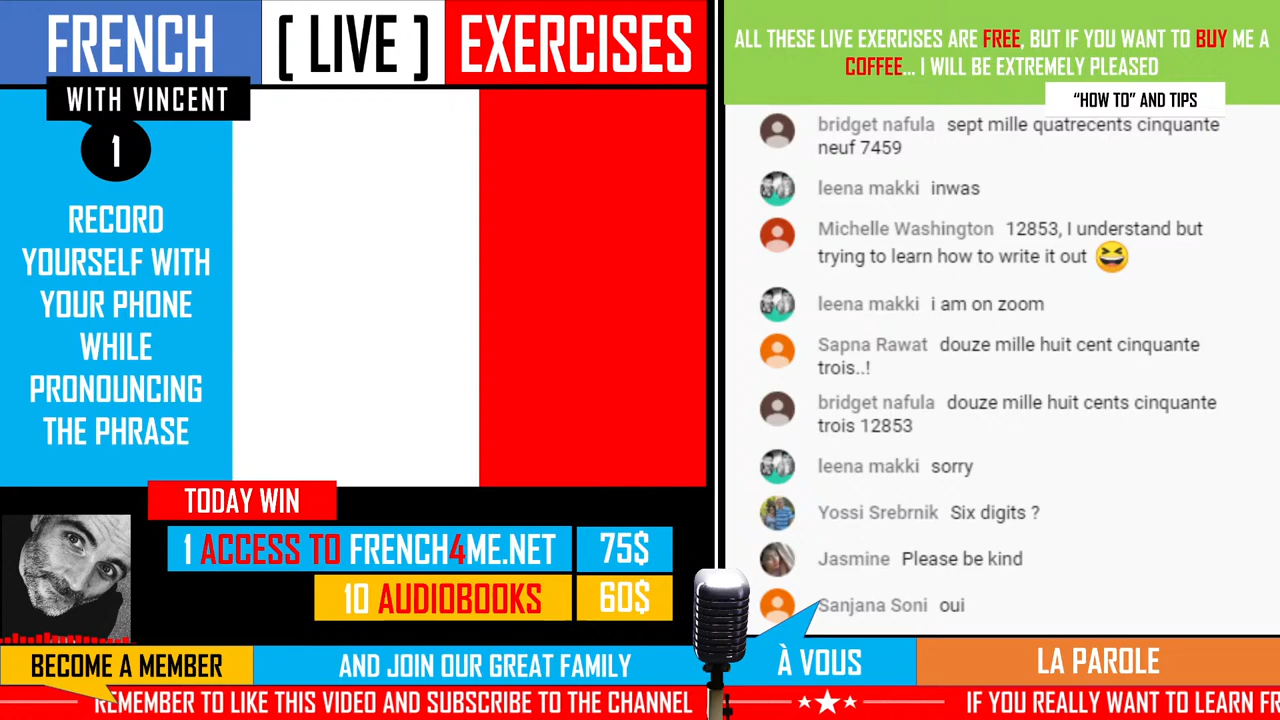 FRENCH [ LIVE ] EXERCISES
WITH VINCENT
1
RECORD
YOURSELF WITH
YOUR PHONE
WHILE
PRONOUNCING
THE PHRASE
TODAY WIN
1 ACCESS TO FRENCH4ME.NET 75$
10 AUDIOBOOKS 60$
BECOME A MEMBER AND JOIN OUR GREAT FAMILY
ALL THESE LIVE EXERCISES ARE FREE, BUT IF YOU WANT TO BUY ME A
COFFEE... I WILL BE EXTREMELY PLEASED
“HOW TO” AND TIPS
bridget nafula sept mille quatrecents cinquante
neuf 7459
leena makki inwas
Michelle Washington 12853, I understand but
trying to learn how to write it out 😆
leena makki i am on zoom
Sapna Rawat douze mille huit cent cinquante
trois..!
bridget nafula douze mille huit cents cinquante
trois 12853
leena makki sorry
Yossi Srebrnik Six digits ?
Jasmine Please be kind
Sanjana Soni oui
À VOUS LA PAROLE
REMEMBER TO LIKE THIS VIDEO AND SUBSCRIBE TO THE CHANNEL IF YOU REALLY WANT TO LEARN FR